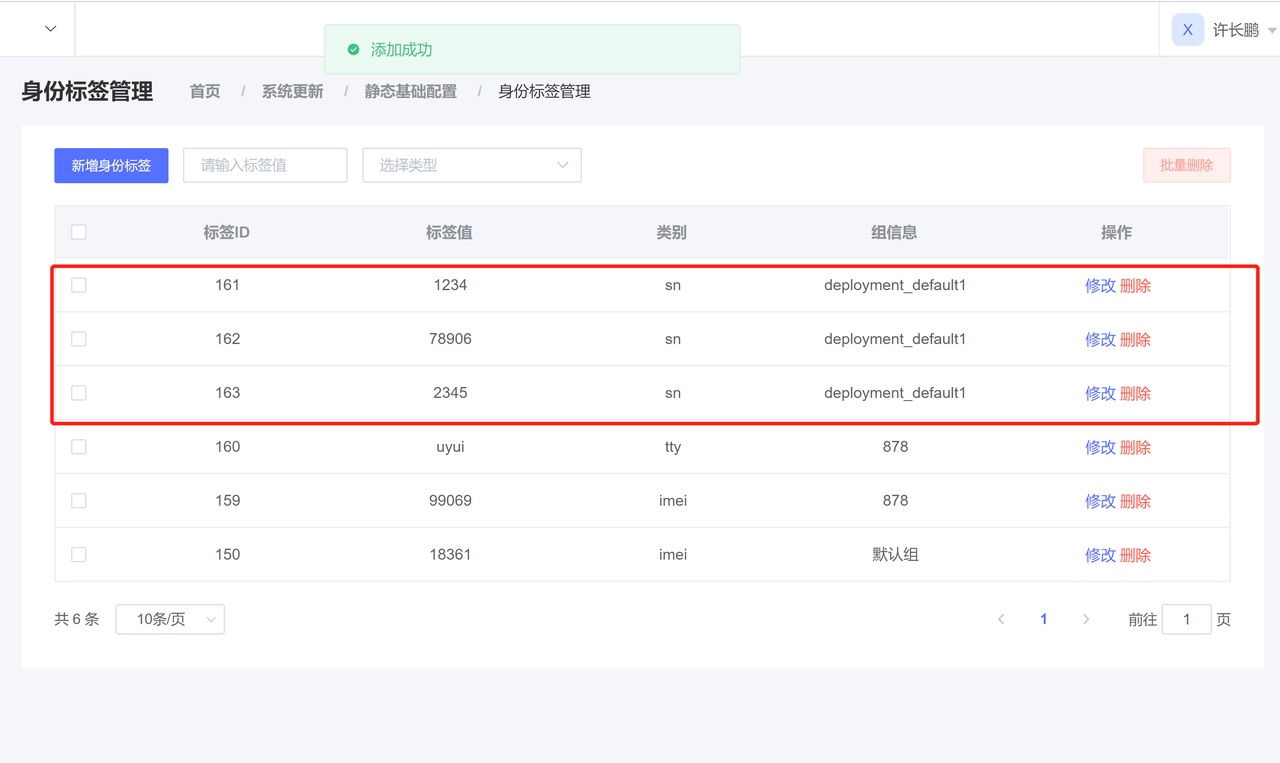 添加成功
X 许长鹏
身份标签管理 首页 / 系统更新 / 静态基础配置 / 身份标签管理
新增身份标签 请输入标签值 选择类型 批量删除
标签ID 标签值 类别 组信息 操作
161 1234 sn deployment_default1 修改 删除
162 78906 sn deployment_default1 修改 删除
163 2345 sn deployment_default1 修改 删除
160 uyui tty 878 修改 删除
159 99069 imei 878 修改 删除
150 18361 imei 默认组 修改 删除
共 6 条 10条/页 1 前往 1 页